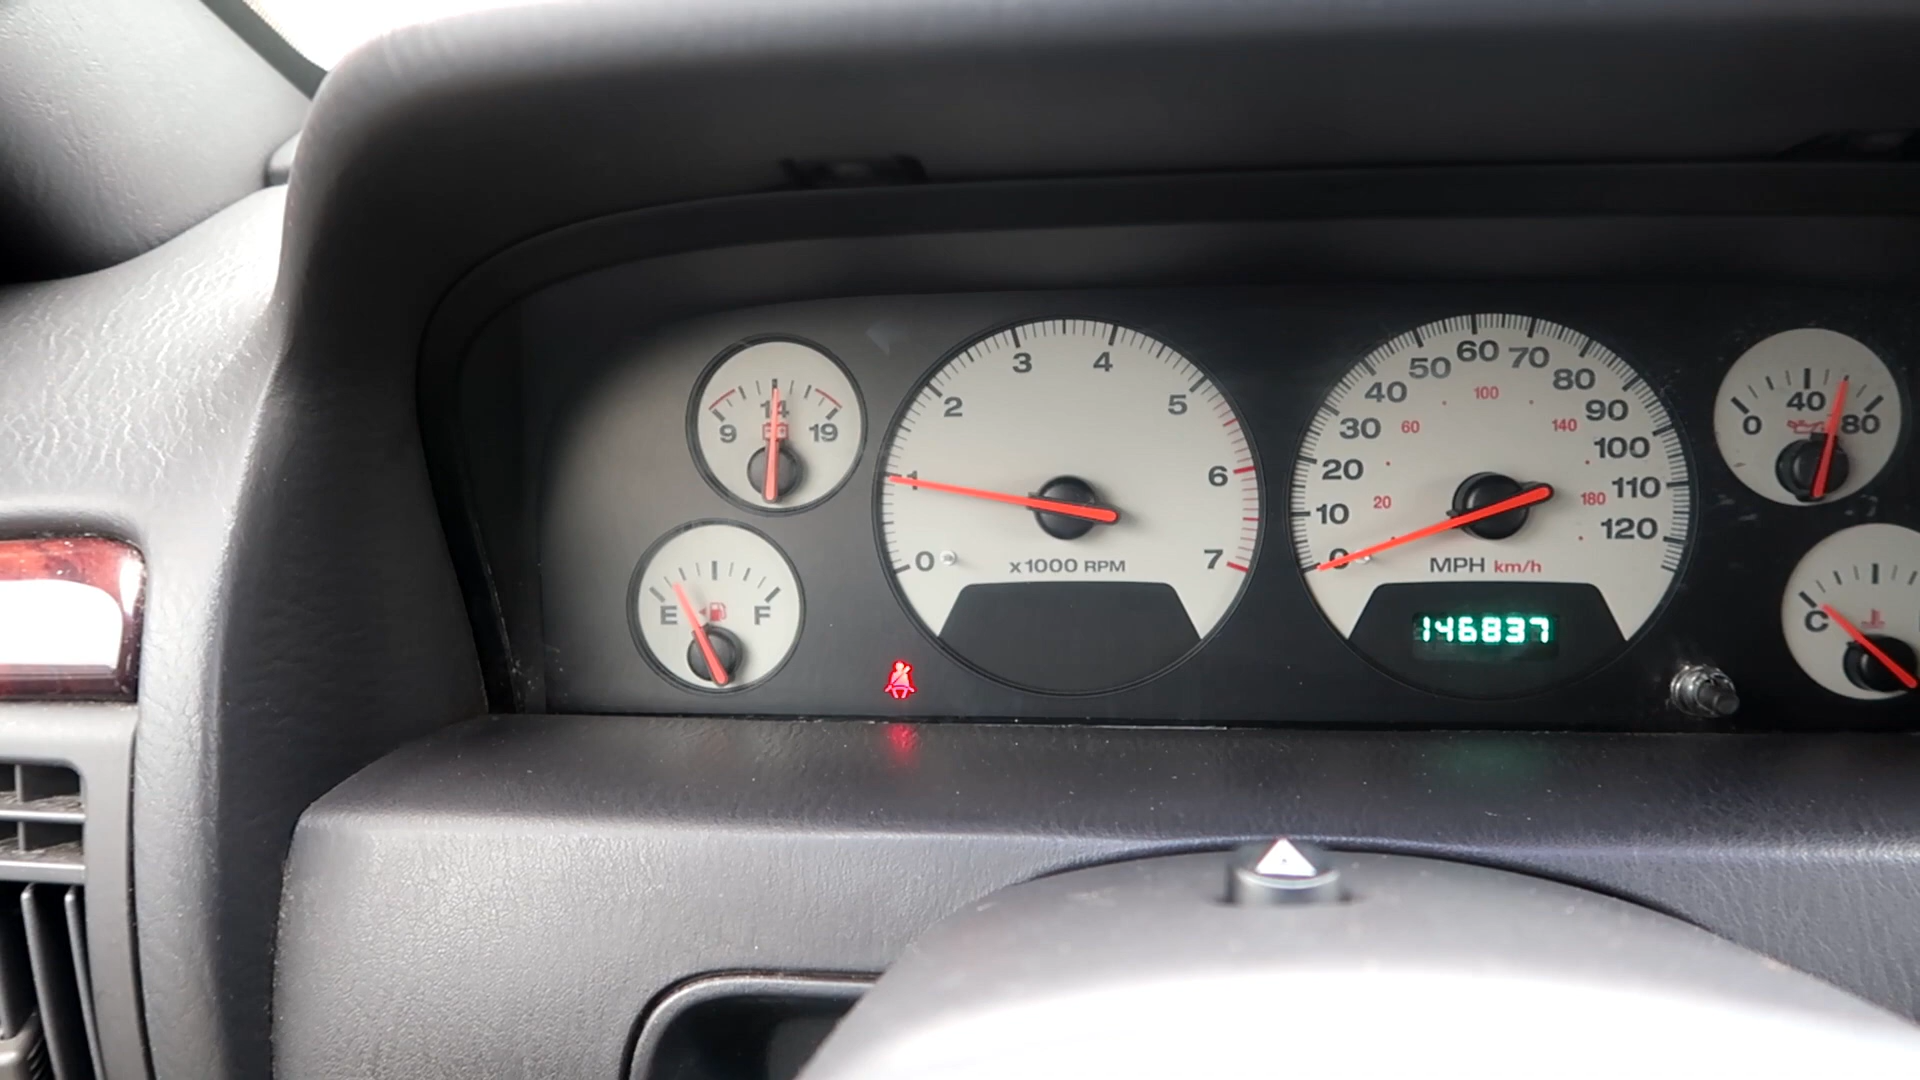 9 14 19
E F
0 1 2 3 4 5 6 7
x1000 RPM
0 10 20 30 40 50 60 70 80 90 100 110 120
20 60 100 140 180
MPH km/h
146837
0 40 80
C